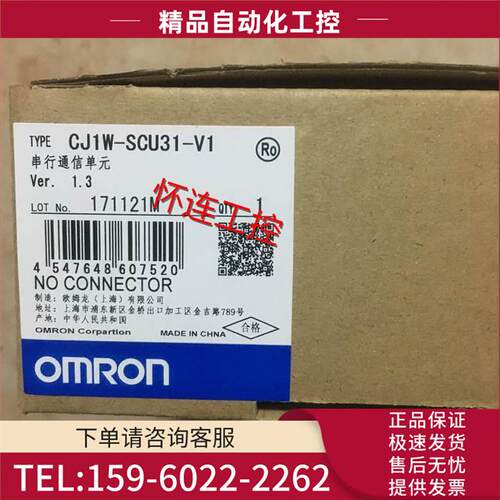 精品自动化工控
TYPE CJ1W-SCU31-V1
Ro
串行通信单元
Ver. 1.3
LOT No. 171121M QTY. 1
怀连工控
4 547648 607520
NO CONNECTOR
制造: 欧姆龙(上海)有限公司
地址: 上海市浦东新区金桥出口加工区金吉路789号
产地: 中华人民共和国
OMRON Corpartion MADE IN CHNA
合格
OMRON
下单请咨询客服
TEL:159-6022-2262
正品保证
极速发货
售后无忧
提供发票